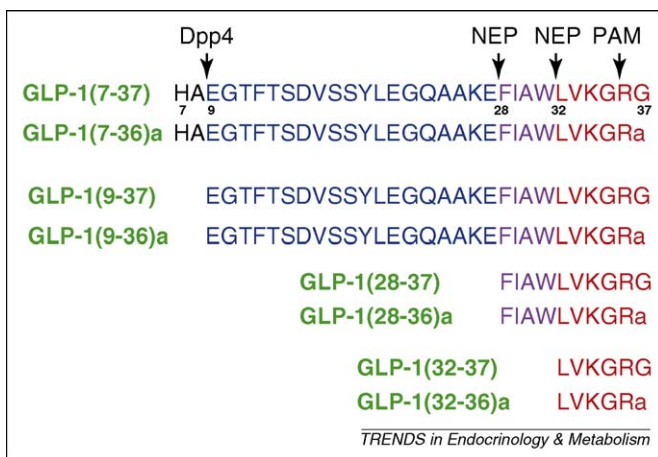 Dpp4 NEP NEP PAM
GLP-1(7-37) HAEGTFTSDVSSYLEGQAAKEFIAWLVKGRG
7 9 28 32 37
GLP-1(7-36)a HAEGTFTSDVSSYLEGQAAKEFIAWLVKGRa
GLP-1(9-37) EGTFTSDVSSYLEGQAAKEFIAWLVKGRG
GLP-1(9-36)a EGTFTSDVSSYLEGQAAKEFIAWLVKGRa
GLP-1(28-37) FIAWLVKGRG
GLP-1(28-36)a FIAWLVKGRa
GLP-1(32-37) LVKGRG
GLP-1(32-36)a LVKGRa
TRENDS in Endocrinology & Metabolism